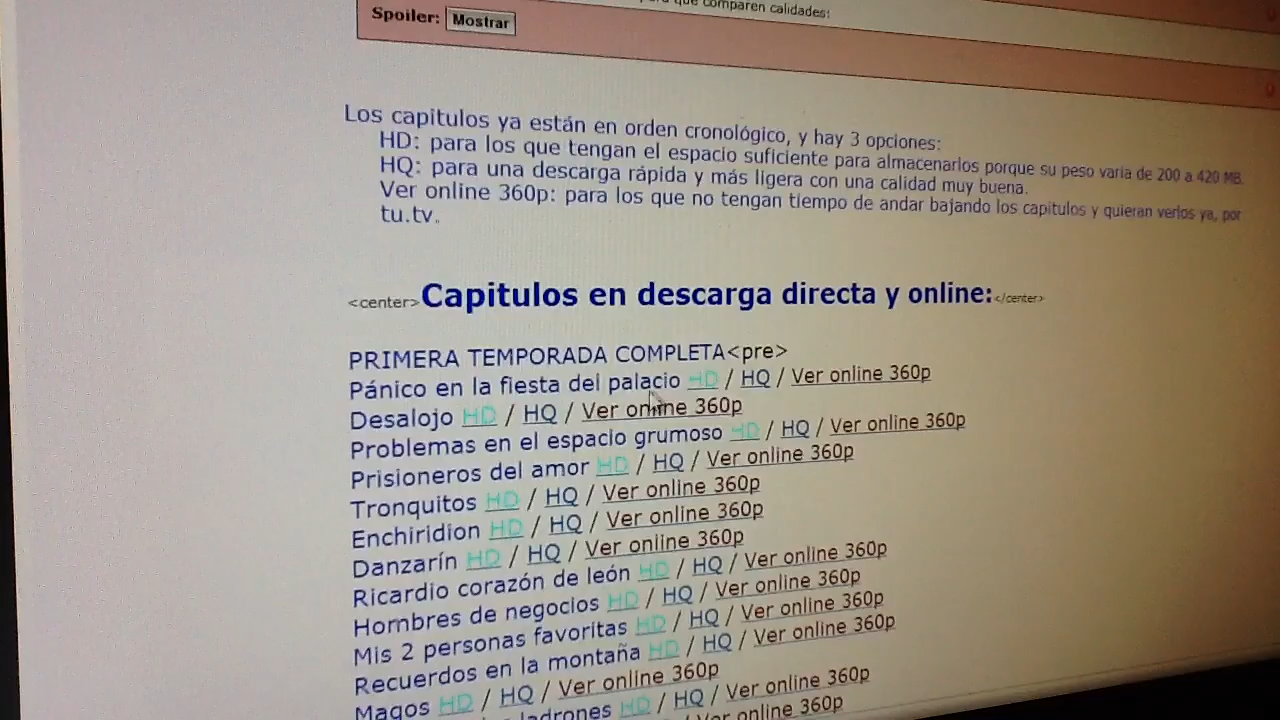 que comparen calidades:
Spoiler: Mostrar
Los capitulos ya están en orden cronológico, y hay 3 opciones:
HD: para los que tengan el espacio suficiente para almacenarlos porque su peso varia de 200 a 420 MB.
HQ: para una descarga rápida y más ligera con una calidad muy buena.
Ver online 360p: para los que no tengan tiempo de andar bajando los capitulos y quieran verlos ya, por
tu.tv.
<center>Capitulos en descarga directa y online:</center>
PRIMERA TEMPORADA COMPLETA<pre>
Pánico en la fiesta del palacio HD / HQ / Ver online 360p
Desalojo HD / HQ / Ver online 360p
Problemas en el espacio grumoso HD / HQ / Ver online 360p
Prisioneros del amor HD / HQ / Ver online 360p
Tronquitos HD / HQ / Ver online 360p
Enchiridion HD / HQ / Ver online 360p
Danzarín HD / HQ / Ver online 360p
Ricardio corazón de león HD / HQ / Ver online 360p
Hombres de negocios HD / HQ / Ver online 360p
Mis 2 personas favoritas HD / HQ / Ver online 360p
Recuerdos en la montaña HD / HQ / Ver online 360p
Magos HD / HQ / Ver online 360p
ladrones HD / HQ / Ver online 360p
Ver online 360p